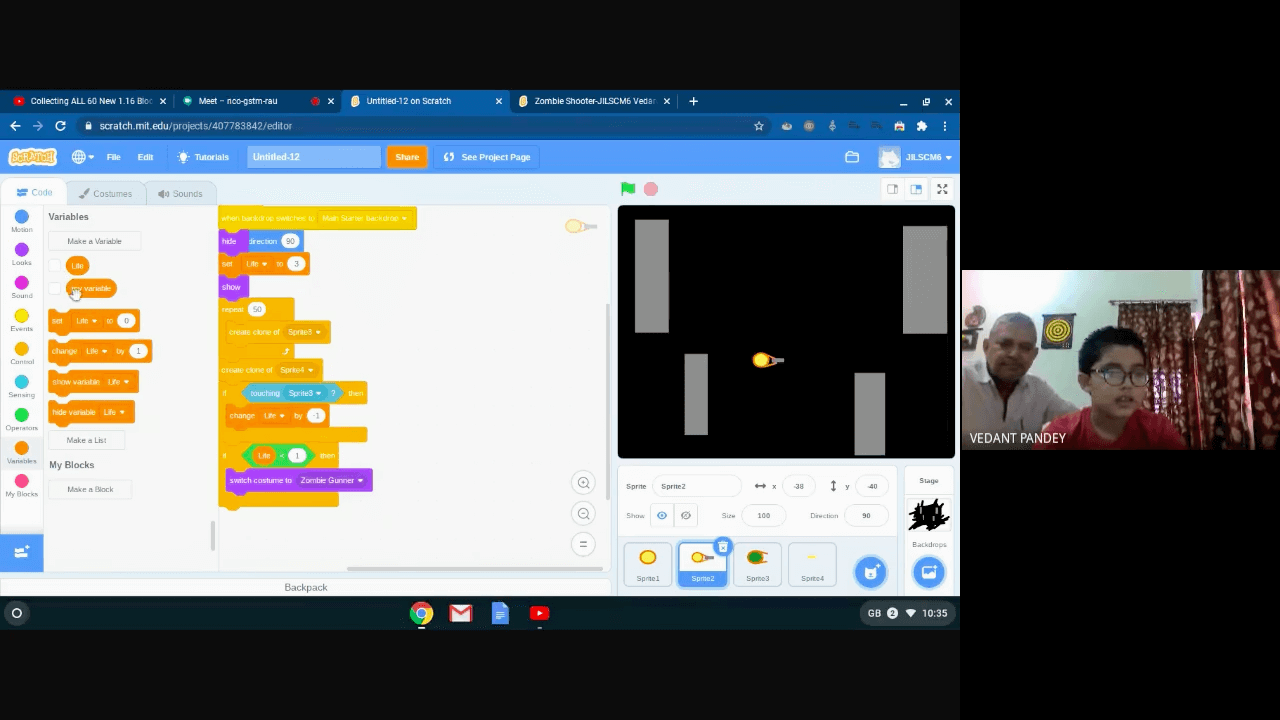 Collecting ALL 60 New 1.16 Bloc
Meet – nco-gstm-rau
Untitled-12 on Scratch
Zombie Shooter-JILSCM6 Vedar
scratch.mit.edu/projects/407783842/editor
SCRATCH
File
Edit
Tutorials
Untitled-12
Share
See Project Page
JILSCM6
Code
Costumes
Sounds
Motion
Looks
Sound
Events
Control
Sensing
Operators
Variables
My Blocks
Variables
Make a Variable
Life
my variable
set Life to 0
change Life by 1
show variable Life
hide variable Life
Make a List
My Blocks
Make a Block
when backdrop switches to Math Starter Backdrop
hide direction 90
set Life to 3
show
repeat 50
create clone of Sprite3
create clone of Sprite4
if touching Sprite3 ? then
change Life by -1
if Life < 1 then
switch costume to Zombie Gunner
Backpack
Sprite Sprite2 x -38 y -40
Show Size 100 Direction 90
Sprite1
Sprite2
Sprite3
Sprite4
Stage
Backdrops
GB 2 10:35
VEDANT PANDEY